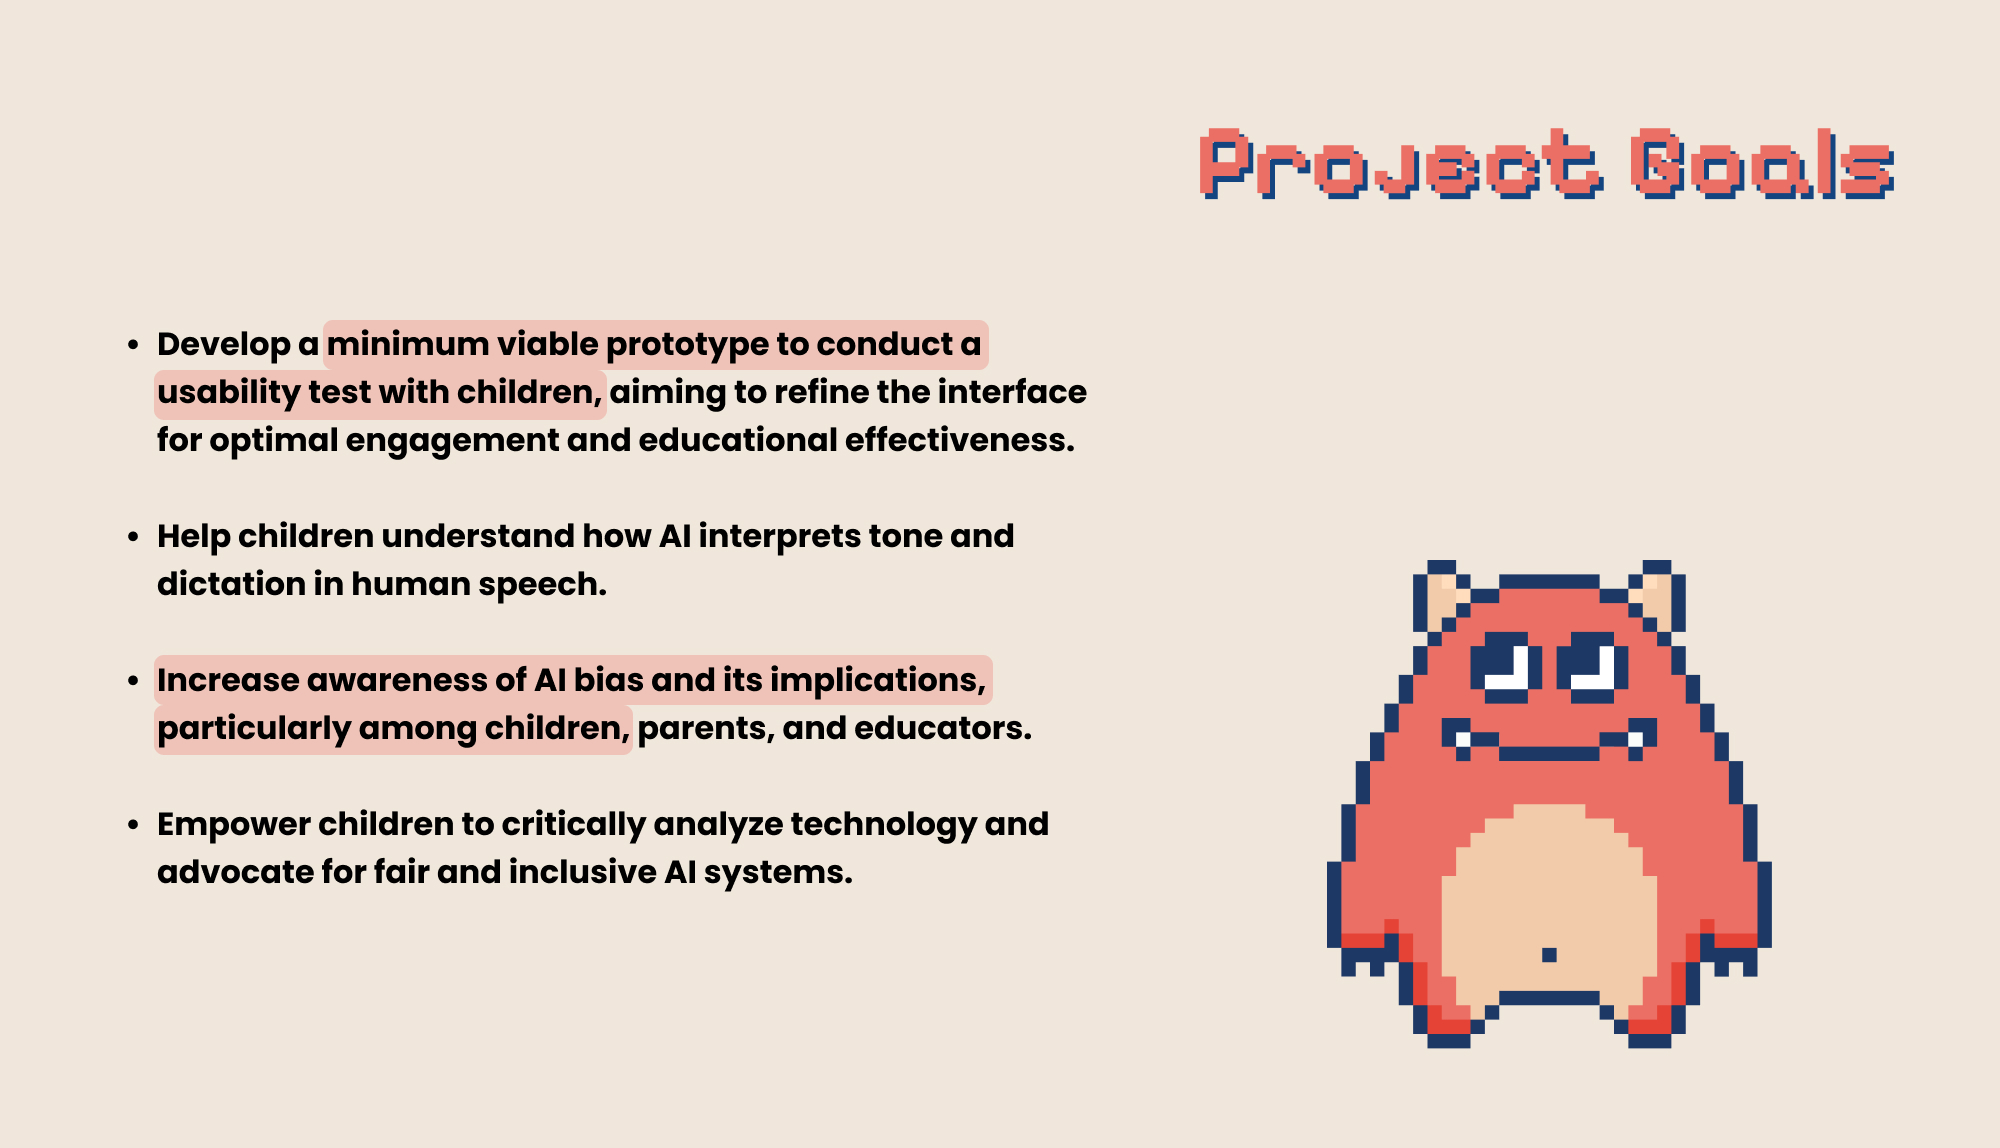 Project Goals
• Develop a minimum viable prototype to conduct a
usability test with children, aiming to refine the interface
for optimal engagement and educational effectiveness.
• Help children understand how AI interprets tone and
dictation in human speech.
• Increase awareness of AI bias and its implications,
particularly among children, parents, and educators.
• Empower children to critically analyze technology and
advocate for fair and inclusive AI systems.